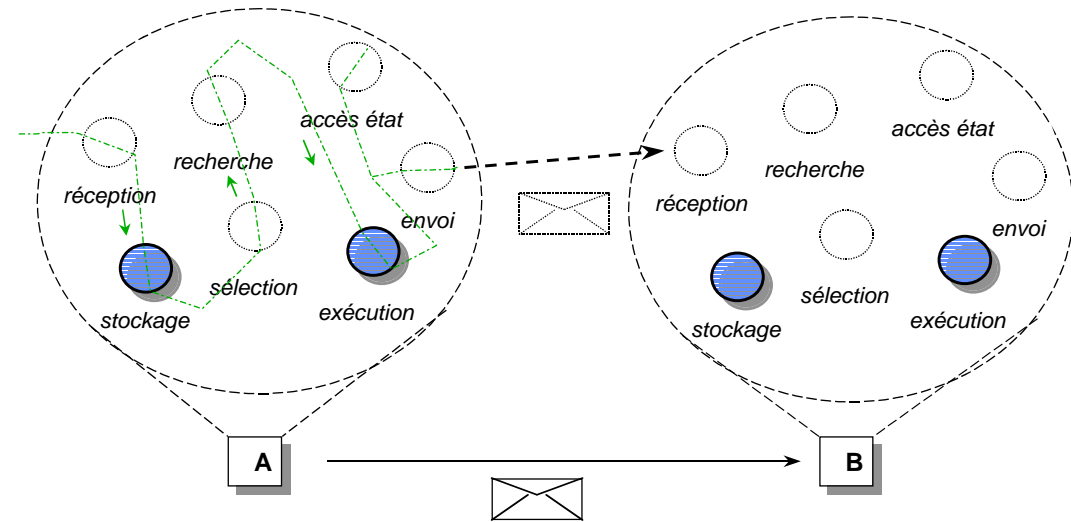 accès état
recherche
réception
envoi
sélection
exécution
stockage
accès état
recherche
réception
envoi
sélection
exécution
stockage
A
B